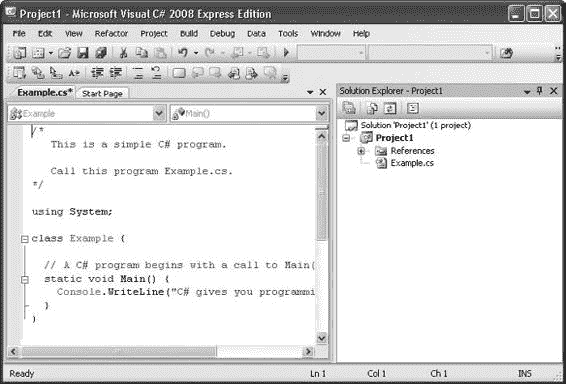 Project1 - Microsoft Visual C# 2008 Express Edition
File Edit View Refactor Project Build Debug Data Tools Window Help
Example.cs* Start Page
Example Main()
/*
This is a simple C# program.
Call this program Example.cs.
*/
using System;
class Example {
// A C# program begins with a call to Main(
static void Main() {
Console.WriteLine("C# gives you programmi
}
}
Solution Explorer - Project1
Solution 'Project1' (1 project)
Project1
References
Example.cs
Ready Ln 1 Col 1 Ch 1 INS